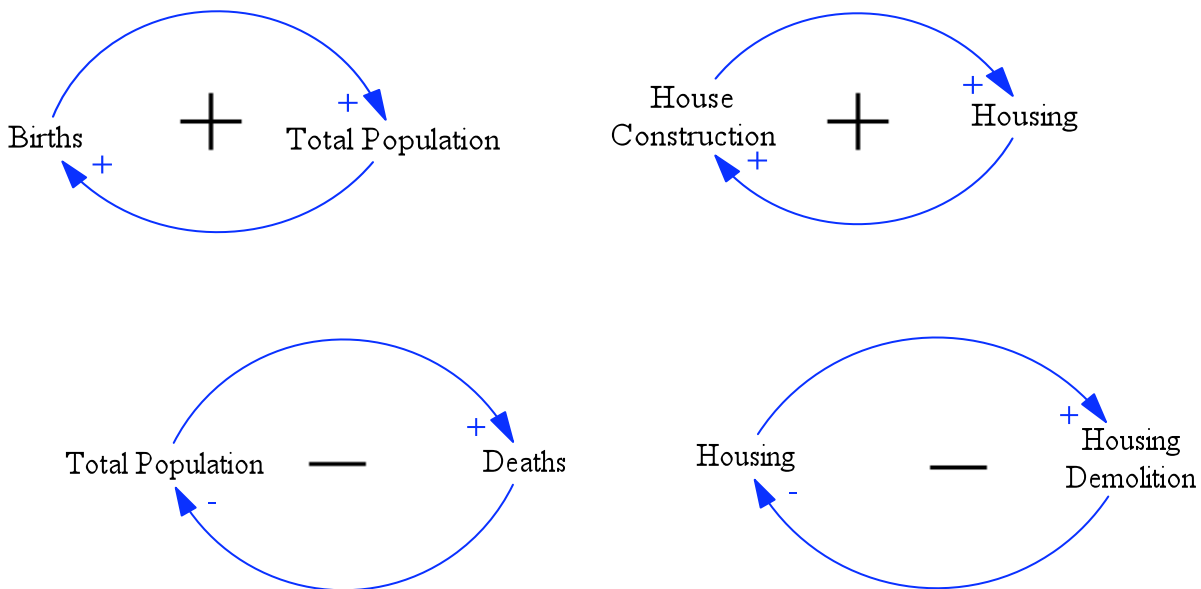 +
Births
+
+
Total Population
House
Construction
+
+
+
Housing
Total Population
-
−
+
Deaths
Housing
-
−
+
Housing
Demolition